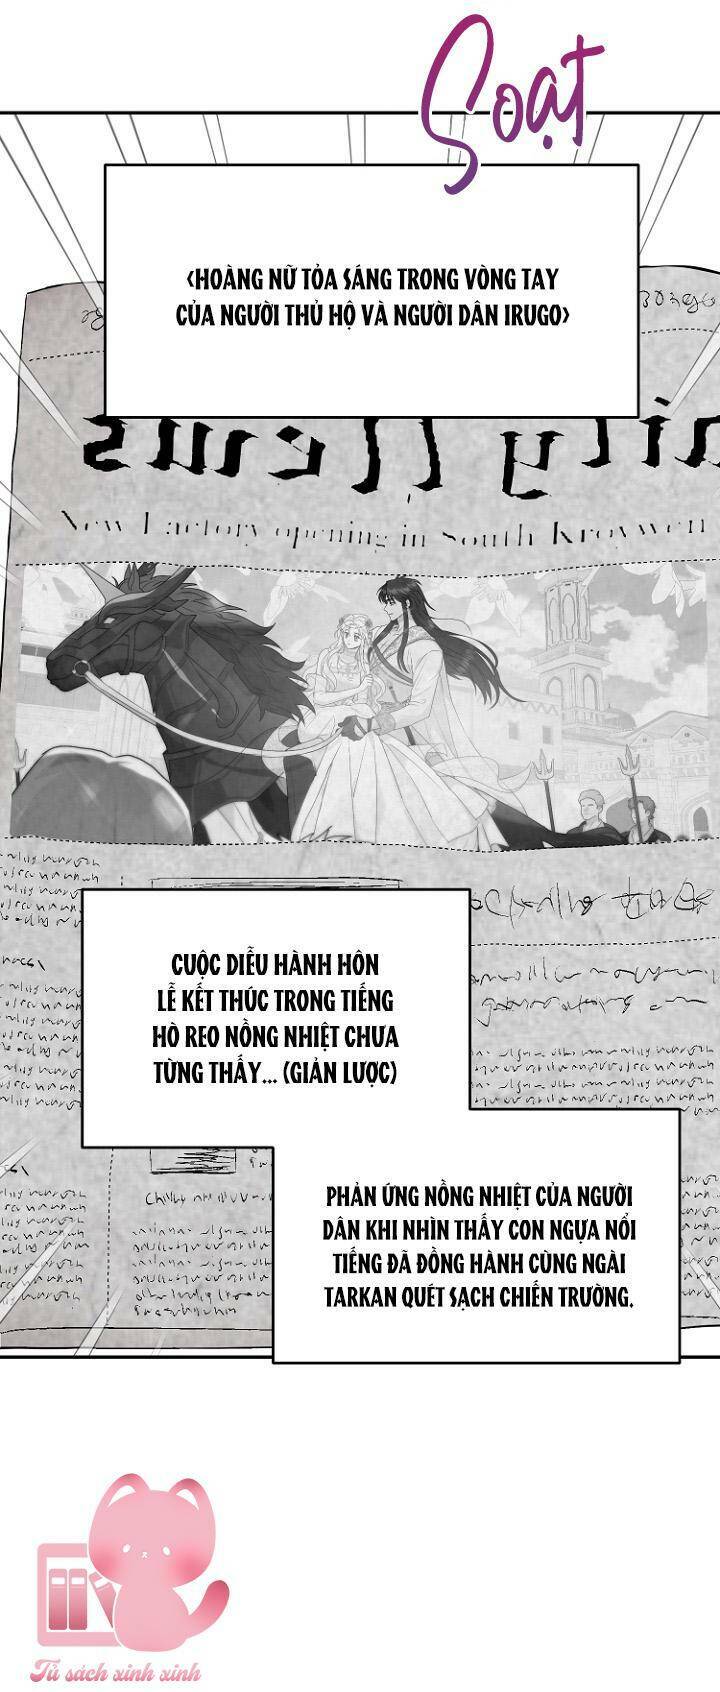 Soạt
<HOÀNG NỮ TỎA SÁNG TRONG VÒNG TAY
CỦA NGƯỜI THỦ HỘ VÀ NGƯỜI DÂN IRUGO>
New Factory opening in South Kroswen
CUỘC DIỄU HÀNH HÔN
LỄ KẾT THÚC TRONG TIẾNG
HÒ REO NỒNG NHIỆT CHƯA
TỪNG THẤY... (GIẢN LƯỢC)
PHẢN ỨNG NỒNG NHIỆT CỦA NGƯỜI
DÂN KHI NHÌN THẤY CON NGỰA NỔI
TIẾNG ĐÃ ĐỒNG HÀNH CÙNG NGÀI
TARKAN QUÉT SẠCH CHIẾN TRƯỜNG.
Tủ sách xinh xinh